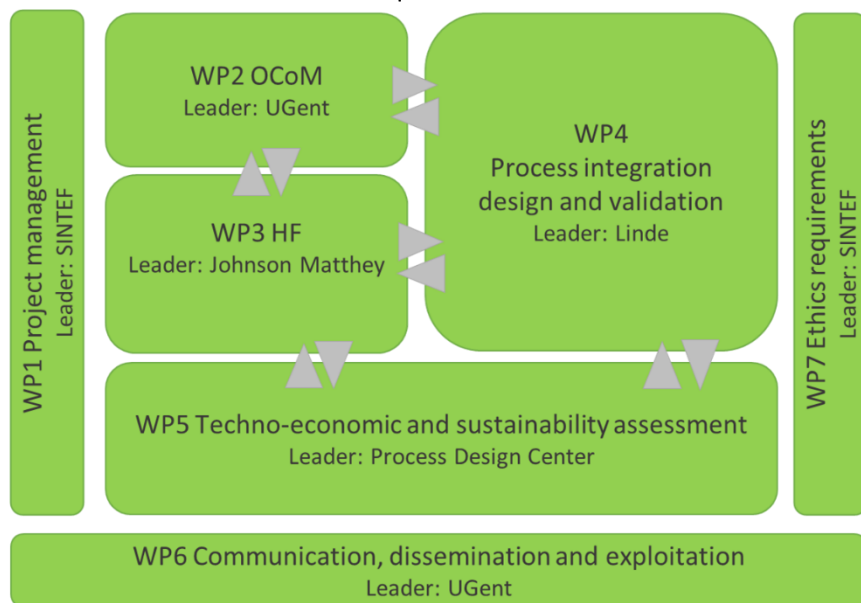 WP1 Project management
Leader: SINTEF
WP2 OCoM
Leader: UGent
WP3 HF
Leader: Johnson Matthey
WP4
Process integration
design and validation
Leader: Linde
WP5 Techno-economic and sustainability assessment
Leader: Process Design Center
WP7 Ethics requirements
Leader: SINTEF
WP6 Communication, dissemination and exploitation
Leader: UGent